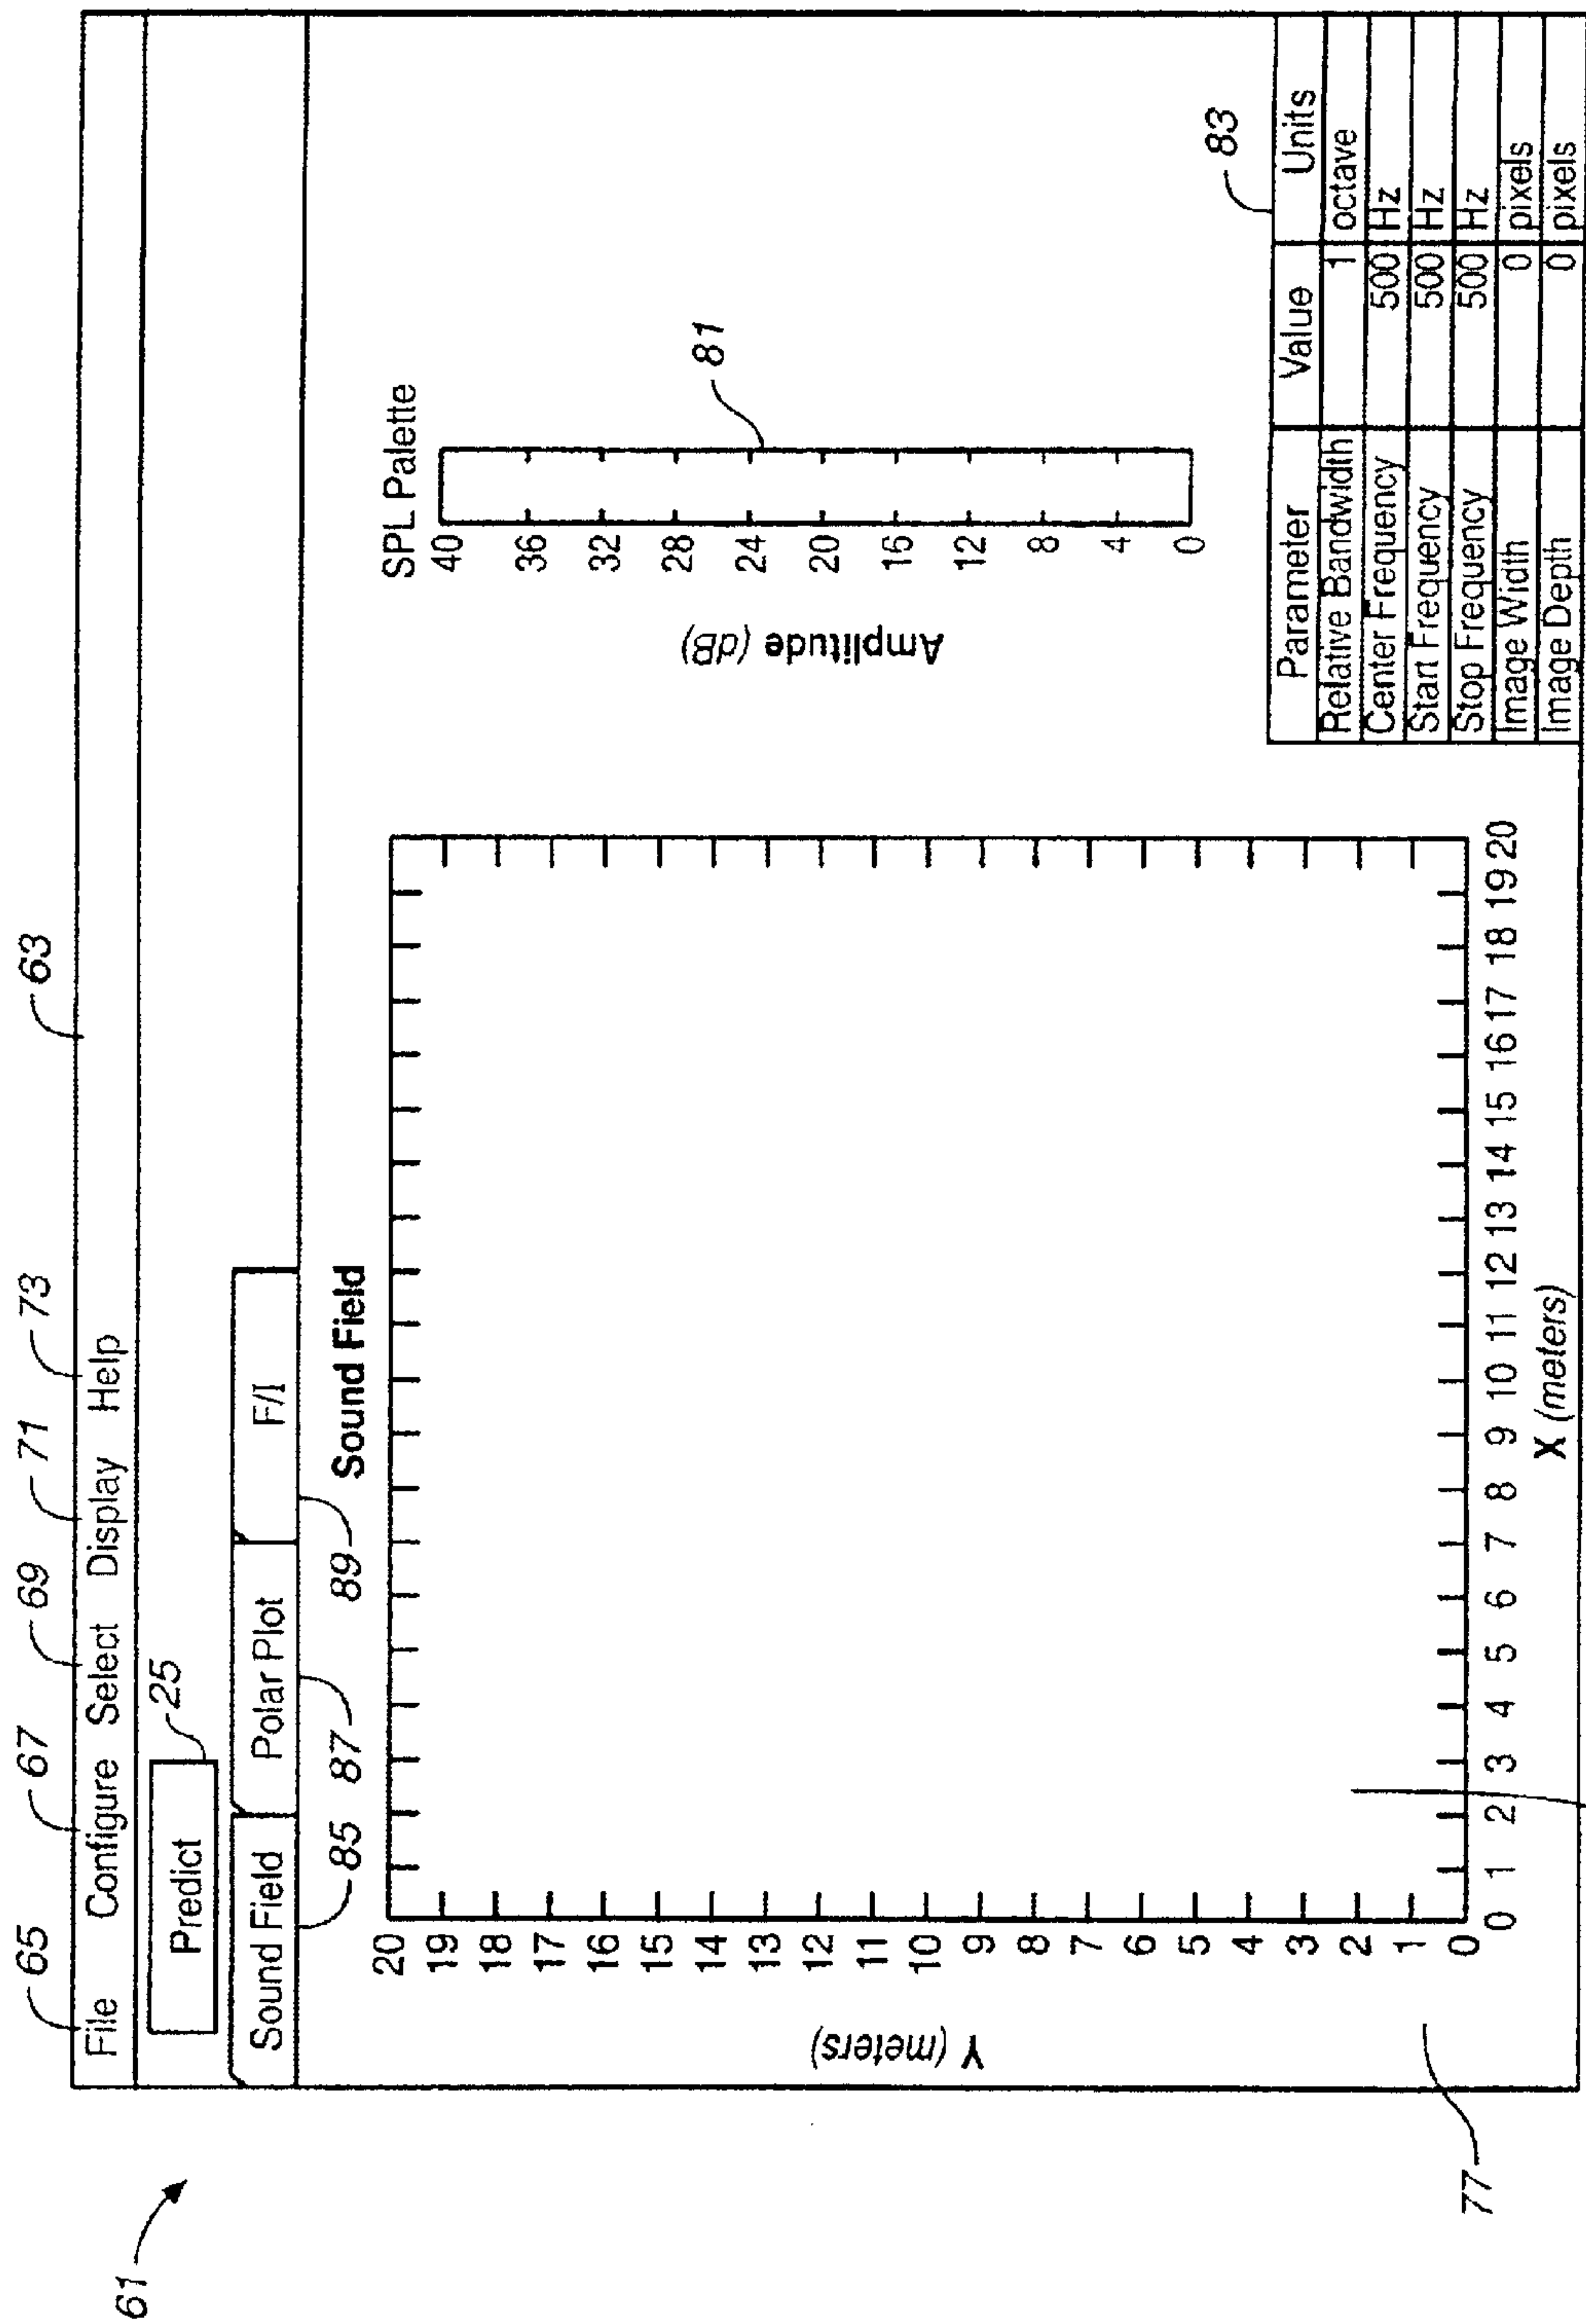 61
63
65
67
69
71
73
File Configure Select Display Help
Predict
25
Sound Field
Polar Plot
F/I
85
87
89
Sound Field
Y (meters)
20
19
18
17
16
15
14
13
12
11
10
9
8
7
6
5
4
3
2
1
0
0 1 2 3 4 5 6 7 8 9 10 11 12 13 14 15 16 17 18 19 20
X (meters)
77
SPL Palette
Amplitude (dB)
40
36
32
28
24
20
16
12
8
4
0
81
83
Parameter Value Units
Relative Bandwidth 1 octave
Center Frequency 500 Hz
Start Frequency 500 Hz
Stop Frequency 500 Hz
Image Width 0 pixels
Image Depth 0 pixels